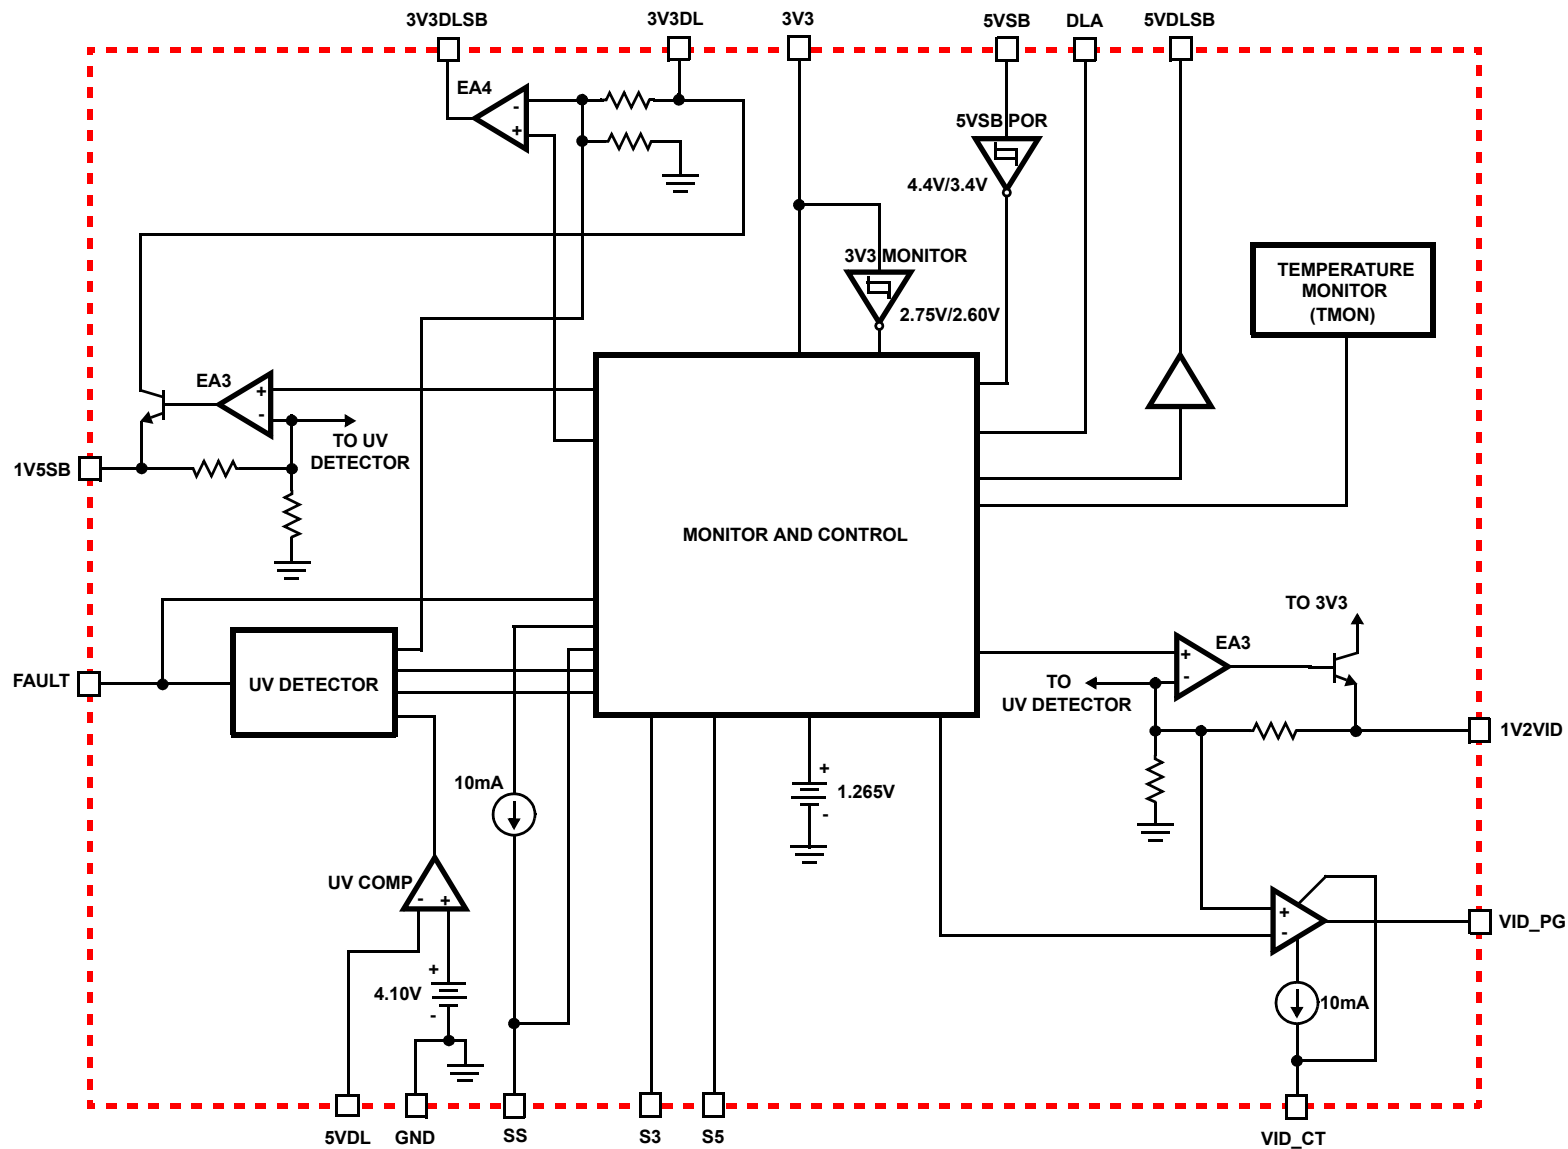 3V3DLSB
3V3DL
3V3
5VSB
DLA
5VDLSB
EA4
-
+
5VSB POR
4.4V/3.4V
3V3 MONITOR
2.75V/2.60V
TEMPERATURE
MONITOR
(TMON)
EA3
+
-
TO UV
DETECTOR
1V5SB
MONITOR AND CONTROL
TO 3V3
EA3
+
-
TO
UV DETECTOR
FAULT
UV DETECTOR
1V2VID
10mA
+
1.265V
-
UV COMP
-
+
+
4.10V
-
+
-
VID_PG
10mA
5VDL
GND
SS
S3
S5
VID_CT